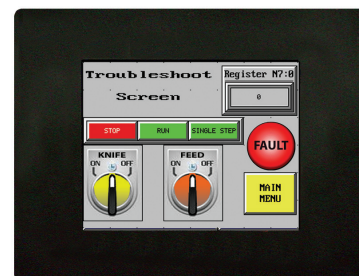 Troubleshoot
Screen
Register N7:0
0
STOP
RUN
SINGLE STEP
FAULT
KNIFE
ON OFF
FEED
ON OFF
MAIN
MENU